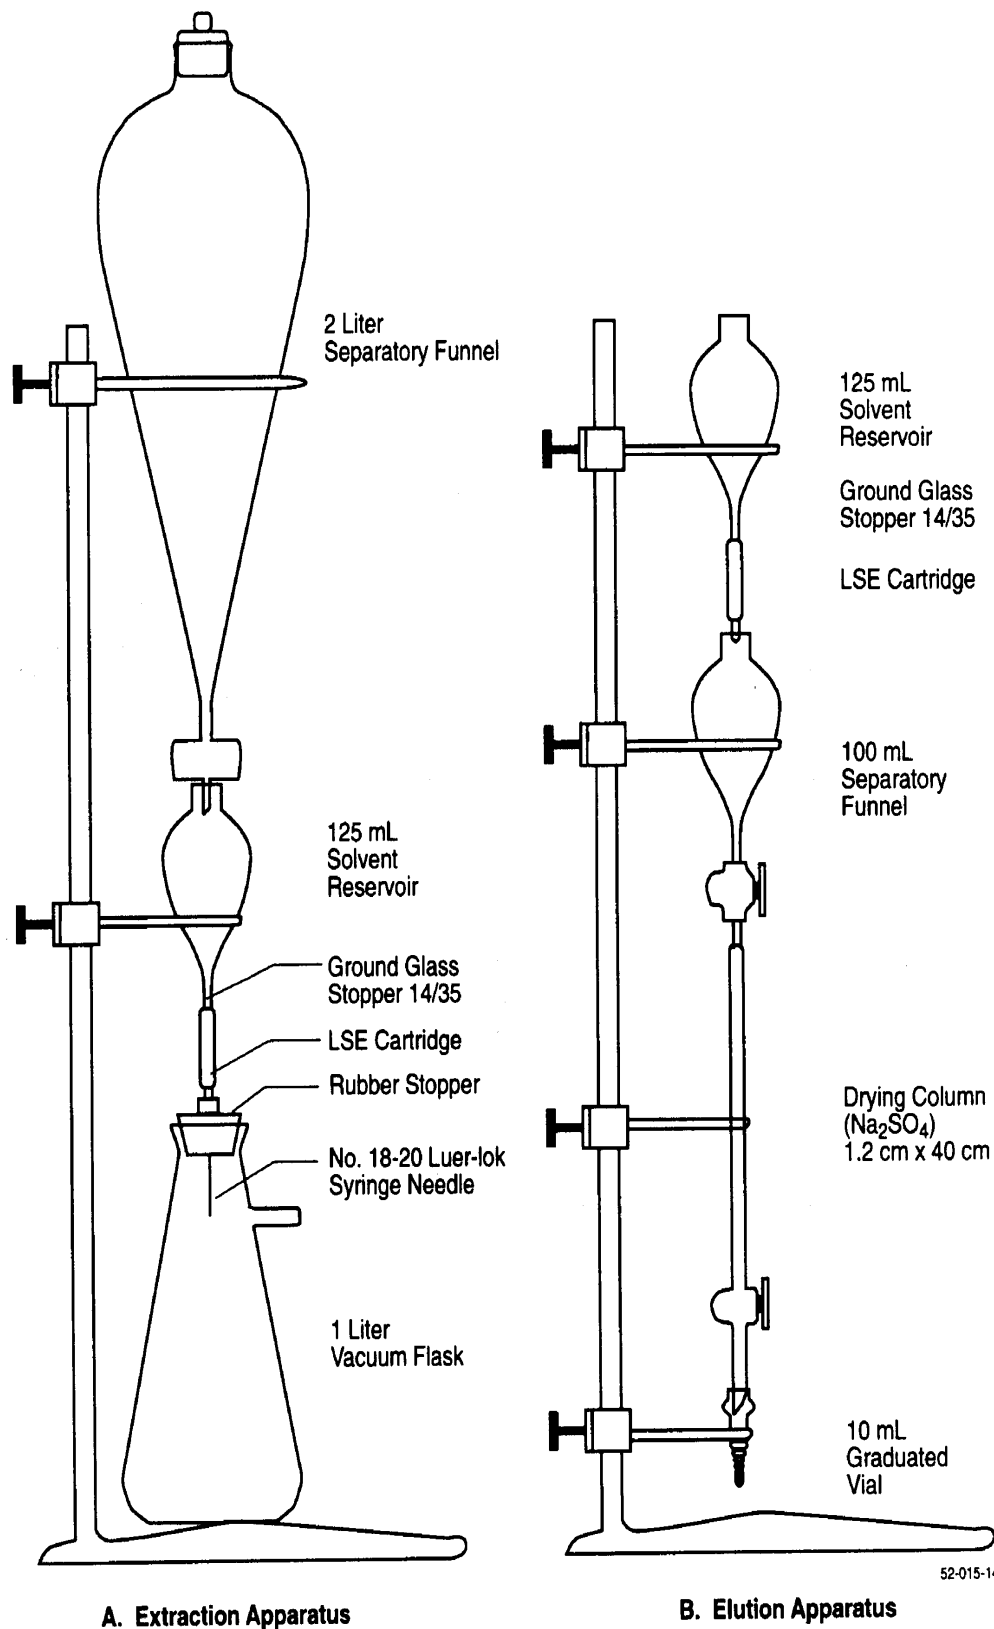 2 Liter
Separatory Funnel
125 mL
Solvent
Reservoir
Ground Glass
Stopper 14/35
LSE Cartridge
Rubber Stopper
No. 18-20 Luer-lok
Syringe Needle
1 Liter
Vacuum Flask
A. Extraction Apparatus
125 mL
Solvent
Reservoir
Ground Glass
Stopper 14/35
LSE Cartridge
100 mL
Separatory
Funnel
Drying Column
(Na₂SO₄)
1.2 cm x 40 cm
10 mL
Graduated
Vial
52-015-14
B. Elution Apparatus